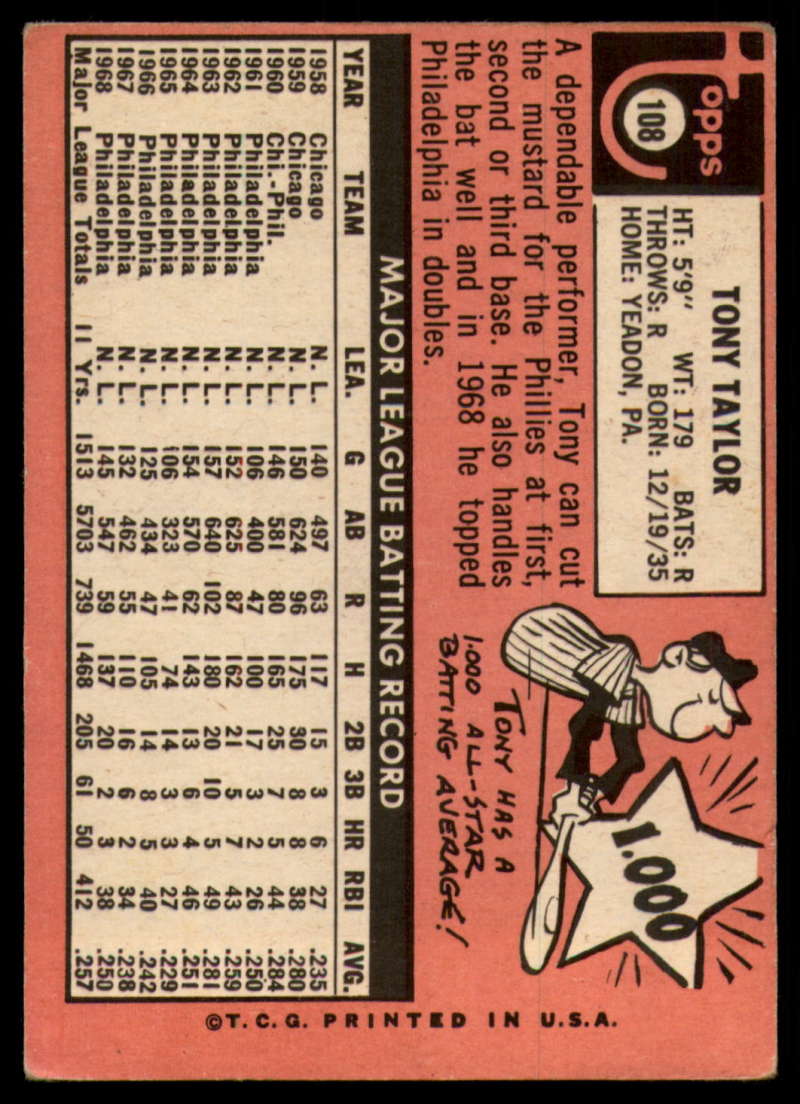 Topps
108
TONY TAYLOR
HT: 5'9" WT: 179 BATS: R
THROWS: R BORN: 12/19/35
HOME: YEADON, PA.
A dependable performer, Tony can cut
the mustard for the Phillies at first,
second or third base. He also handles
the bat well and in 1968 he topped
Philadelphia in doubles.
1.000
TONY HAS A
1.000 ALL-STAR
BATTING AVERAGE!
MAJOR LEAGUE BATTING RECORD
YEAR TEAM LEA. G AB R H 2B 3B HR RBI AVG.
1958 Chicago N. L. 140 497 63 117 15 3 6 27 .235
1959 Chicago N. L. 150 624 96 175 30 8 8 38 .280
1960 Chi.-Phil. N. L. 146 581 80 165 25 7 5 44 .284
1961 Philadelphia N. L. 106 400 47 100 17 3 2 26 .250
1962 Philadelphia N. L. 152 625 87 162 21 5 7 43 .259
1963 Philadelphia N. L. 157 640 102 180 20 10 5 49 .281
1964 Philadelphia N. L. 154 570 62 143 13 6 4 46 .251
1965 Philadelphia N. L. 106 323 41 74 14 3 3 27 .229
1966 Philadelphia N. L. 125 434 47 105 14 8 5 40 .242
1967 Philadelphia N. L. 132 462 55 110 16 6 2 34 .238
1968 Philadelphia N. L. 145 547 59 137 20 2 3 38 .250
Major League Totals 11 Yrs. 1513 5703 739 1468 205 61 50 412 .257
©T.C.G. PRINTED IN U.S.A.